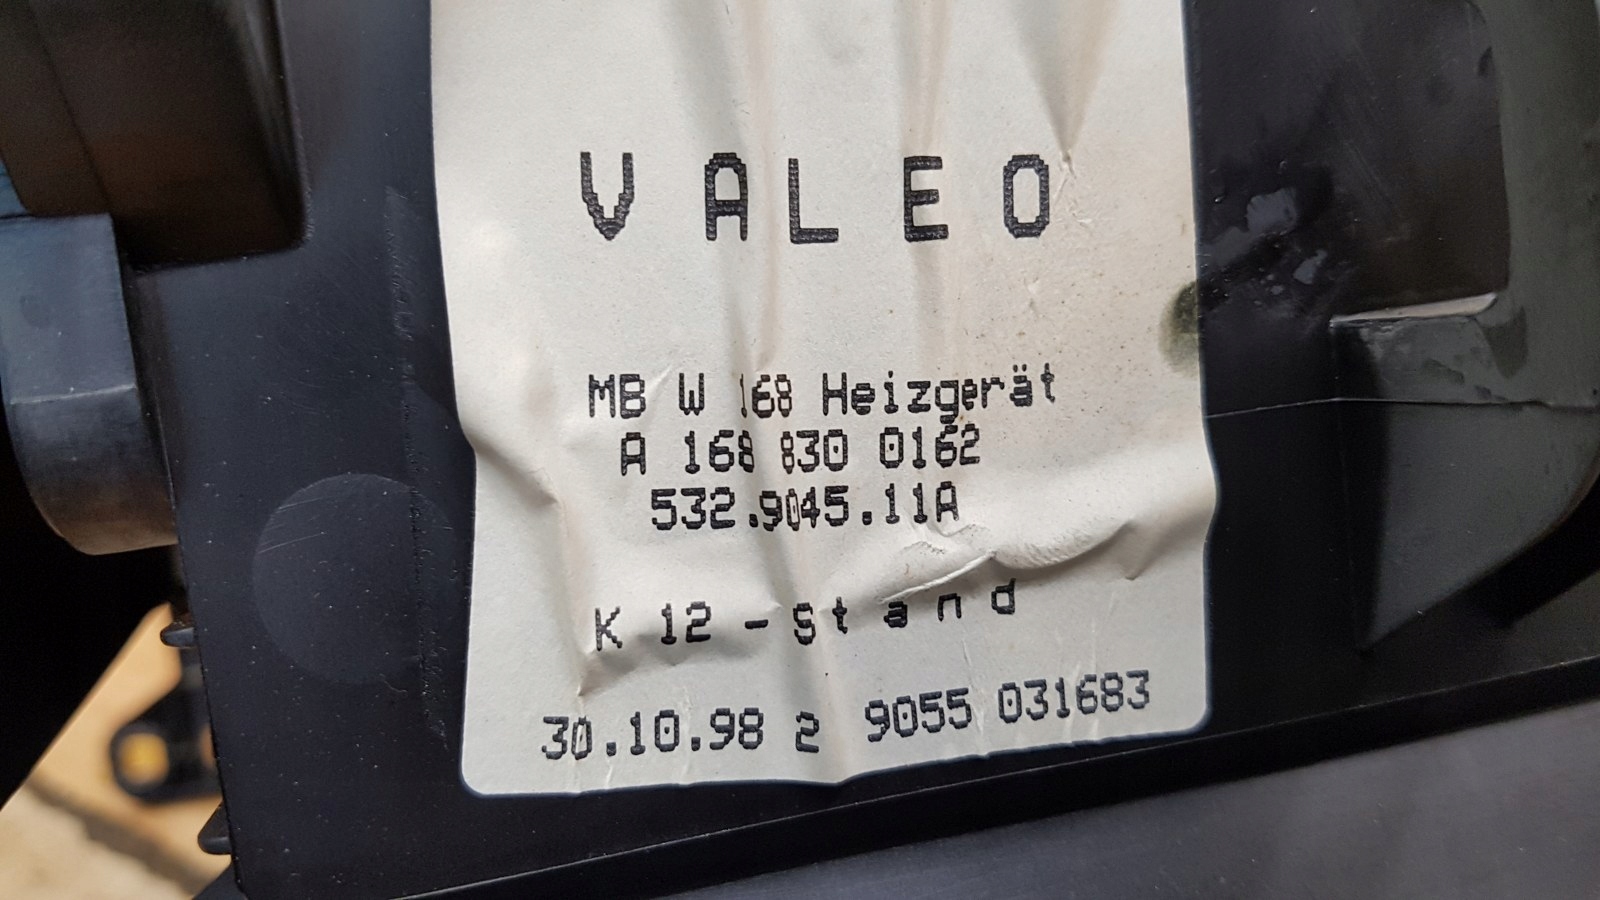 VALEO
MB W 168 Heizgerät
A 168 830 0162
532.9045.11A
K 12 - Stand
30.10.98 2 9055 031683